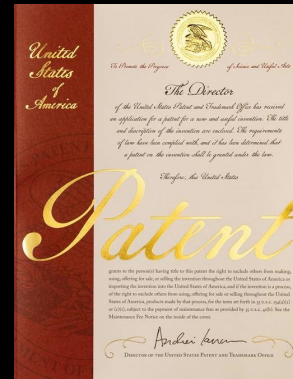 United
States
of
America
To Promote the Progress of Science and Useful Arts
The Director
of the United States Patent and Trademark Office has received
an application for a patent for a new and useful invention. The title
and description of the invention are enclosed. The requirements
of law have been complied with, and it has been determined that
a patent on the invention shall be granted under the law.
Therefore, this United States
Patent
grants to the person(s) having title to this patent the right to exclude others from making,
using, offering for sale, or selling the invention throughout the United States of America or
importing the invention into the United States of America, and if the invention is a process,
of the right to exclude others from using, offering for sale or selling throughout the United
States of America, products made by that process, for the term set forth in 35 U.S.C. 154(a)(2)
or (c)(1), subject to the payment of maintenance fees as provided by 35 U.S.C. 41(b). See the
Maintenance Fee Notice on the inside of the cover.
Director of the United States Patent and Trademark Office